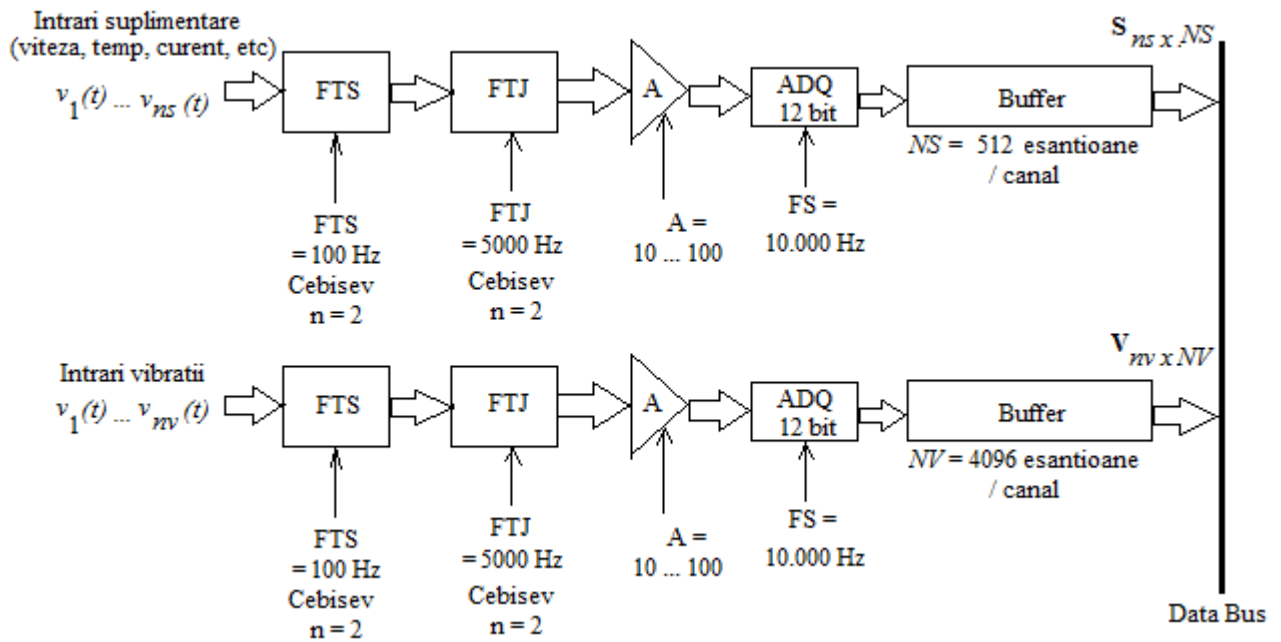 Intrari suplimentare
(viteza, temp, curent, etc)
v1(t) ... vns(t)
FTS
FTJ
A
ADQ
12 bit
Buffer
S ns x NS
NS = 512 esantioane
/ canal
FTS
= 100 Hz
Cebisev
n = 2
FTJ
= 5000 Hz
Cebisev
n = 2
A =
10 ... 100
FS =
10.000 Hz
Intrari vibratii
v1(t) ... vnv(t)
FTS
FTJ
A
ADQ
12 bit
Buffer
V nv x NV
NV = 4096 esantioane
/ canal
FTS
= 100 Hz
Cebisev
n = 2
FTJ
= 5000 Hz
Cebisev
n = 2
A =
10 ... 100
FS =
10.000 Hz
Data Bus